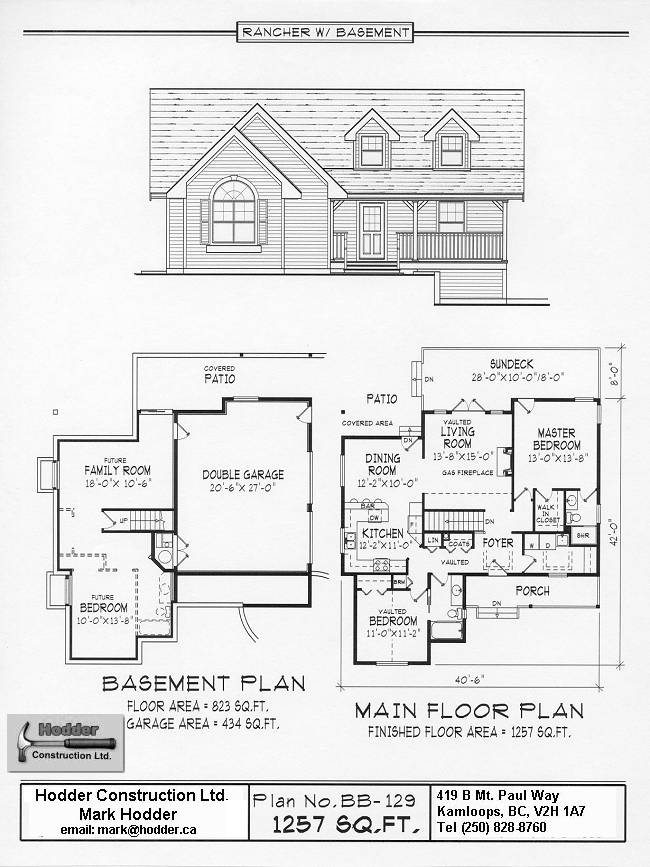 RANCHER W/ BASEMENT
COVERED
PATIO
FUTURE
FAMILY ROOM
18'-0" X 10'-6"
DOUBLE GARAGE
20'-6" X 27'-0"
UP
FUTURE
BEDROOM
10'-0"X13'-8"
BASEMENT PLAN
FLOOR AREA = 823 SQ.FT.
GARAGE AREA = 434 SQ.FT.
SUNDECK
28'-0"X10'-0"/8'-0"
DN
8'-0"
PATIO
COVERED AREA
DN
VAULTED
LIVING
ROOM
13'-8"X15'-0"
GAS FIREPLACE
MASTER
BEDROOM
13'-0"X13'-8"
DINING
ROOM
12'-2"X10'-0"
BAR
DW
KITCHEN
12'-2"X11'-0"
F
DN
WALK
IN
CLOSET
SHR
LIN
COATS
FOYER
W D
VAULTED
BRM
PORCH
DN
VAULTED
BEDROOM
11'-0"X11'-2"
42'-0"
40'-6"
MAIN FLOOR PLAN
FINISHED FLOOR AREA = 1257 SQ.FT.
Hodder
Construction Ltd.
Hodder Construction Ltd.
Mark Hodder
email: mark@hodder.ca
Plan No. BB-129
1257 SQ.FT.
419 B Mt. Paul Way
Kamloops, BC, V2H 1A7
Tel (250) 828-8760